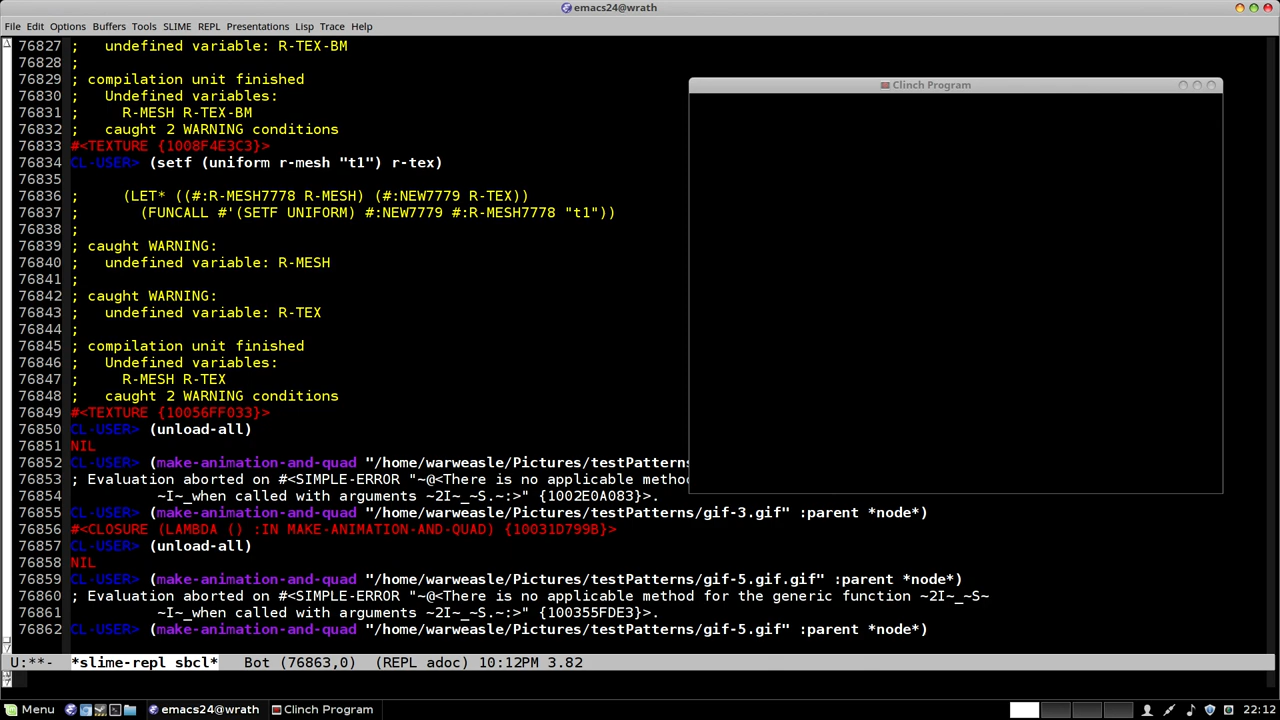 emacs24@wrath
File Edit Options Buffers Tools SLIME REPL Presentations Lisp Trace Help
76827 ;   undefined variable: R-TEX-BM
76828 ;
76829 ; compilation unit finished
76830 ;   Undefined variables:
76831 ;     R-MESH R-TEX-BM
76832 ;   caught 2 WARNING conditions
76833 #<TEXTURE {1008F4E3C3}>
76834 CL-USER> (setf (uniform r-mesh "t1") r-tex)
76835
76836 ;     (LET* ((#:R-MESH7778 R-MESH) (#:NEW7779 R-TEX))
76837 ;       (FUNCALL #'(SETF UNIFORM) #:NEW7779 #:R-MESH7778 "t1"))
76838 ;
76839 ; caught WARNING:
76840 ;   undefined variable: R-MESH
76841 ;
76842 ; caught WARNING:
76843 ;   undefined variable: R-TEX
76844 ;
76845 ; compilation unit finished
76846 ;   Undefined variables:
76847 ;     R-MESH R-TEX
76848 ;   caught 2 WARNING conditions
76849 #<TEXTURE {10056FF033}>
76850 CL-USER> (unload-all)
76851 NIL
76852 CL-USER> (make-animation-and-quad "/home/warweasle/Pictures/testPatterns
76853 ; Evaluation aborted on #<SIMPLE-ERROR "~@<There is no applicable method
76854           ~I~_when called with arguments ~2I~_~S.~:>" {1002E0A083}>.
76855 CL-USER> (make-animation-and-quad "/home/warweasle/Pictures/testPatterns/gif-3.gif" :parent *node*)
76856 #<CLOSURE (LAMBDA () :IN MAKE-ANIMATION-AND-QUAD) {10031D799B}>
76857 CL-USER> (unload-all)
76858 NIL
76859 CL-USER> (make-animation-and-quad "/home/warweasle/Pictures/testPatterns/gif-5.gif.gif" :parent *node*)
76860 ; Evaluation aborted on #<SIMPLE-ERROR "~@<There is no applicable method for the generic function ~2I~_~S~
76861           ~I~_when called with arguments ~2I~_~S.~:>" {100355FDE3}>.
76862 CL-USER> (make-animation-and-quad "/home/warweasle/Pictures/testPatterns/gif-5.gif" :parent *node*)
Clinch Program
U:**-  *slime-repl sbcl*   Bot (76863,0)   (REPL adoc) 10:12PM 3.82
Menu emacs24@wrath Clinch Program 22:12